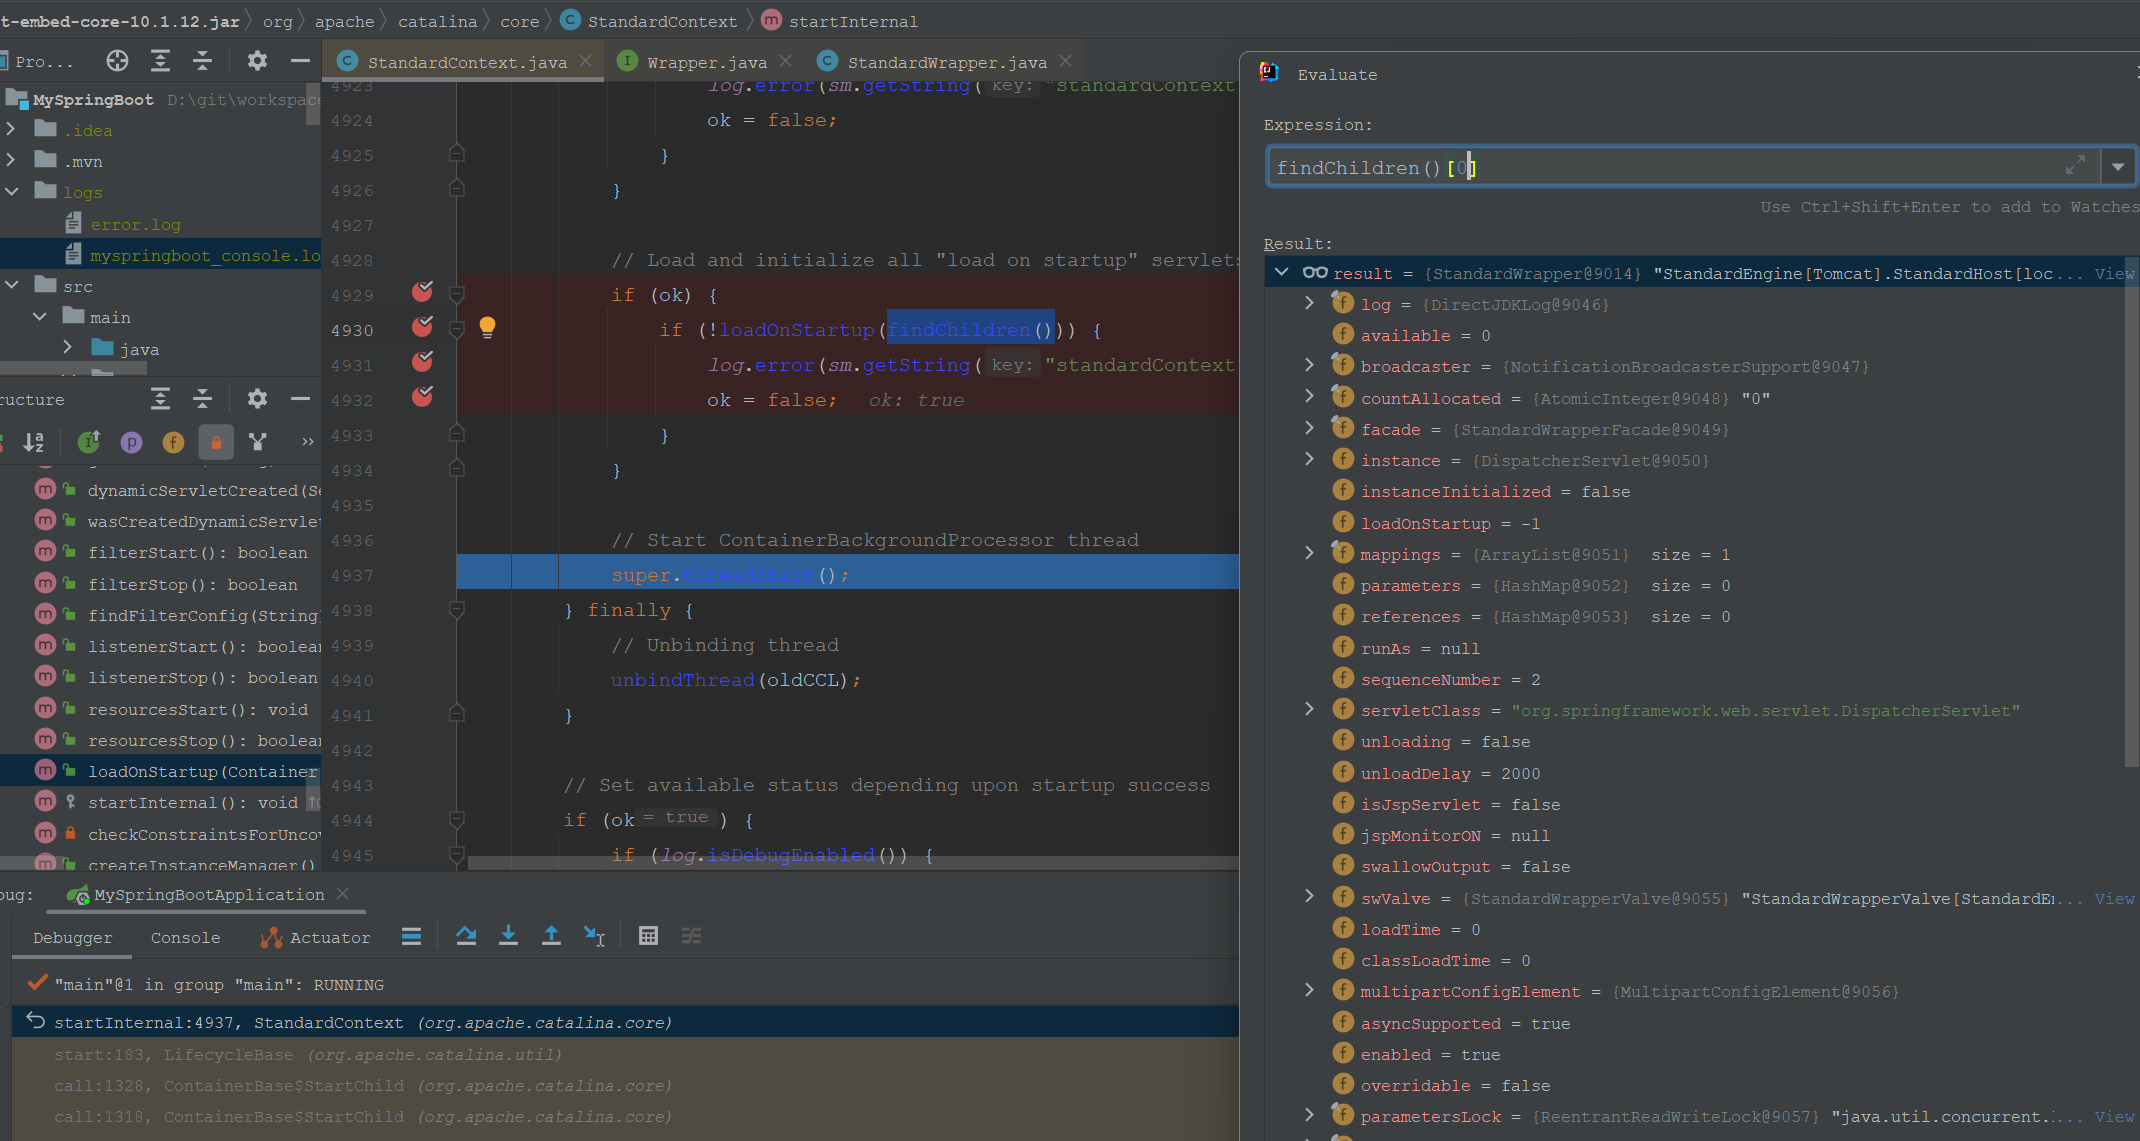 t-embed-core-10.1.12.jar org apache catalina core StandardContext startInternal
Pro...
StandardContext.java
Wrapper.java
StandardWrapper.java
MySpringBoot D:\git\workspace
.idea
.mvn
logs
error.log
myspringboot_console.lo
src
main
java
ructure
dynamicServletCreated(Se
wasCreatedDynamicServlet
filterStart(): boolean
filterStop(): boolean
findFilterConfig(String)
listenerStart(): boolean
listenerStop(): boolean
resourcesStart(): void
resourcesStop(): boolean
loadOnStartup(Container
startInternal(): void
checkConstraintsForUncov
createInstanceManager()
4923 log.error(sm.getString( key: "standardContext
4924 ok = false;
4925 }
4926 }
4927
4928 // Load and initialize all "load on startup" servlets
4929 if (ok) {
4930 if (!loadOnStartup(findChildren())) {
4931 log.error(sm.getString( key: "standardContext
4932 ok = false; ok: true
4933 }
4934 }
4935
4936 // Start ContainerBackgroundProcessor thread
4937 super.threadStart();
4938 } finally {
4939 // Unbinding thread
4940 unbindThread(oldCCL);
4941 }
4942
4943 // Set available status depending upon startup success
4944 if (ok = true ) {
4945 if (log.isDebugEnabled()) {
Evaluate
Expression:
findChildren()[0]
Use Ctrl+Shift+Enter to add to Watches
Result:
result = {StandardWrapper@9014} "StandardEngine[Tomcat].StandardHost[loc... View
log = {DirectJDKLog@9046}
available = 0
broadcaster = {NotificationBroadcasterSupport@9047}
countAllocated = {AtomicInteger@9048} "0"
facade = {StandardWrapperFacade@9049}
instance = {DispatcherServlet@9050}
instanceInitialized = false
loadOnStartup = -1
mappings = {ArrayList@9051} size = 1
parameters = {HashMap@9052} size = 0
references = {HashMap@9053} size = 0
runAs = null
sequenceNumber = 2
servletClass = "org.springframework.web.servlet.DispatcherServlet"
unloading = false
unloadDelay = 2000
isJspServlet = false
jspMonitorON = null
swallowOutput = false
swValve = {StandardWrapperValve@9055} "StandardWrapperValve[StandardEn... View
loadTime = 0
classLoadTime = 0
multipartConfigElement = {MultipartConfigElement@9056}
asyncSupported = true
enabled = true
overridable = false
parametersLock = {ReentrantReadWriteLock@9057} "java.util.concurrent.l... View
bug: MySpringBootApplication
Debugger Console Actuator
"main"@1 in group "main": RUNNING
startInternal:4937, StandardContext (org.apache.catalina.core)
start:183, LifecycleBase (org.apache.catalina.util)
call:1328, ContainerBase$StartChild (org.apache.catalina.core)
call:1318, ContainerBase$StartChild (org.apache.catalina.core)